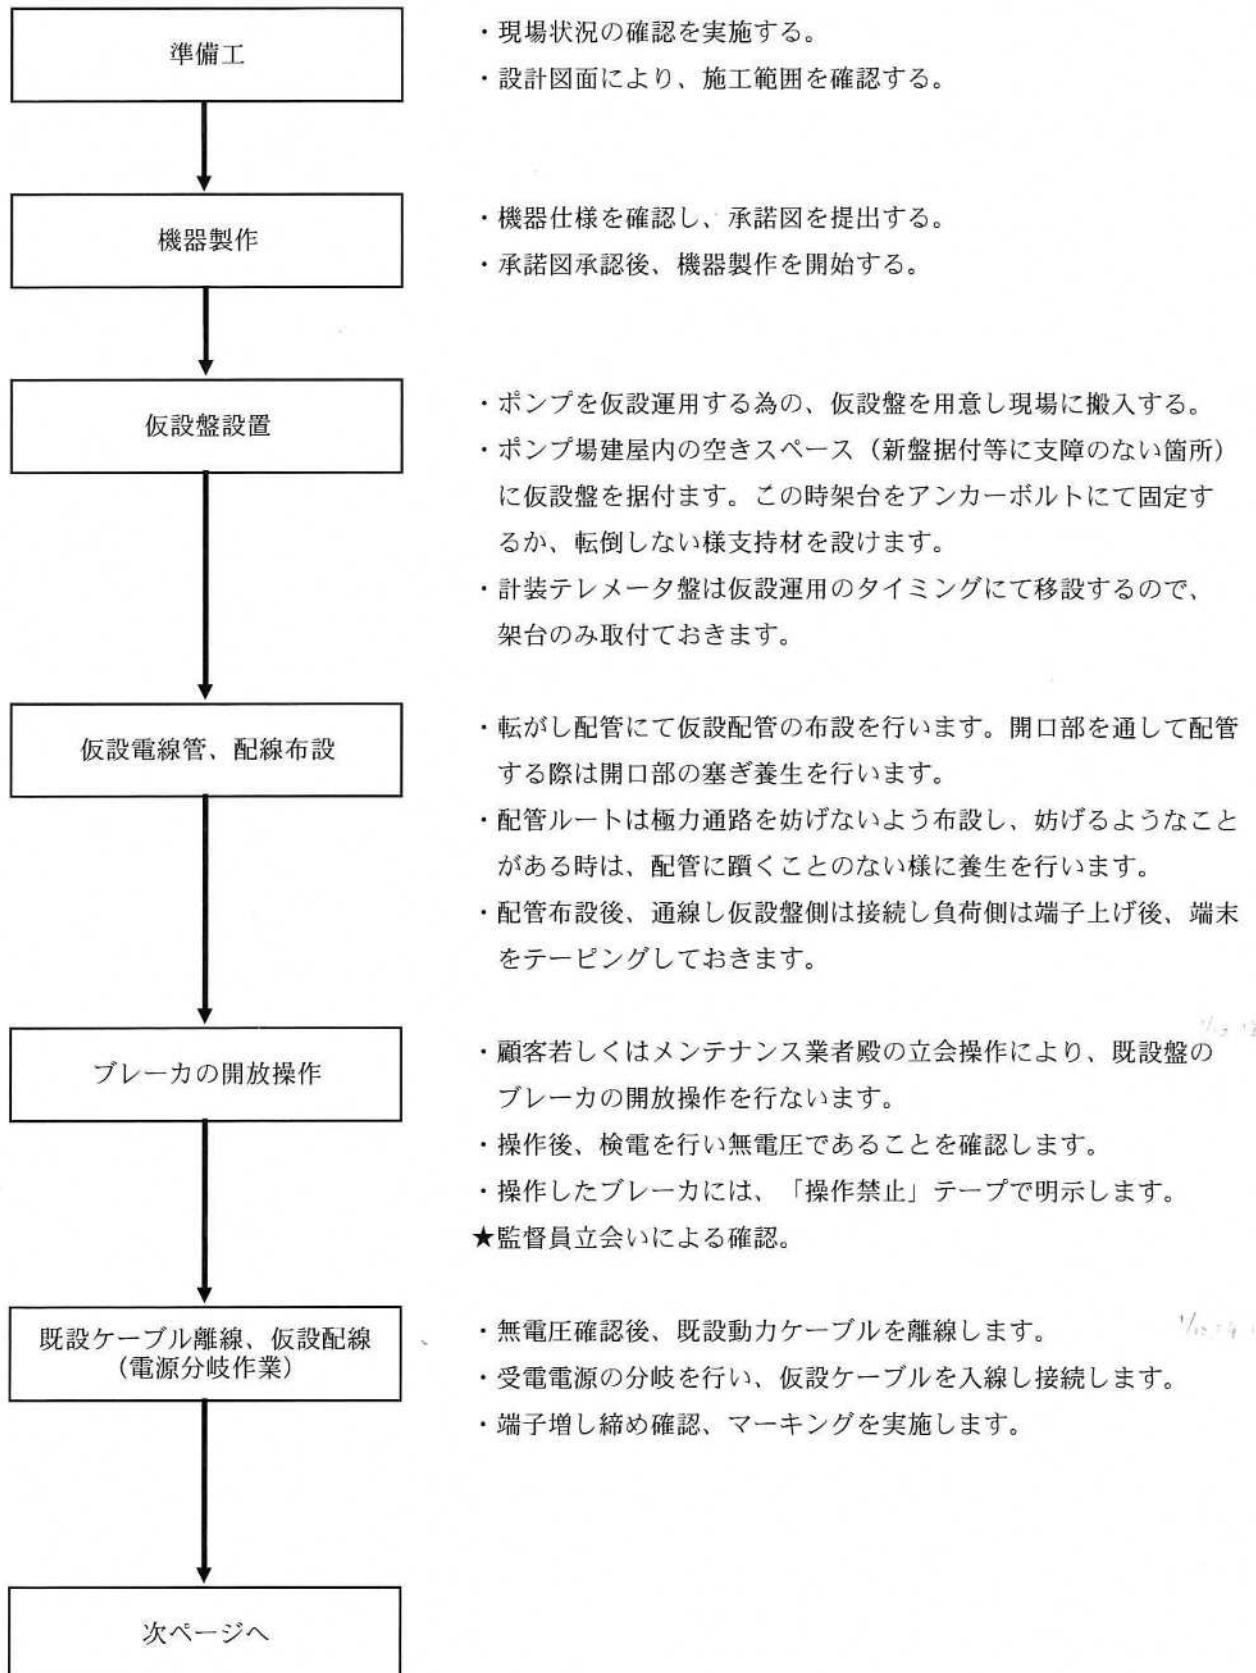 準備工
・現場状況の確認を実施する。
・設計図面により、施工範囲を確認する。
機器製作
・機器仕様を確認し、承諾図を提出する。
・承諾図承認後、機器製作を開始する。
仮設盤設置
・ポンプを仮設運用する為の、仮設盤を用意し現場に搬入する。
・ポンプ場建屋内の空きスペース（新盤据付等に支障のない箇所）
に仮設盤を据付ます。この時架台をアンカーボルトにて固定す
るか、転倒しない様支持材を設けます。
・計装テレメータ盤は仮設運用のタイミングにて移設するので、
架台のみ取付ておきます。
仮設電線管、配線布設
・転がし配管にて仮設配管の布設を行います。開口部を通して配管
する際は開口部の塞ぎ養生を行います。
・配管ルートは極力通路を妨げないよう布設し、妨げるようなこと
がある時は、配管に躓くことのない様に養生を行います。
・配管布設後、通線し仮設盤側は接続し負荷側は端子上げ後、端末
をテーピングしておきます。
ブレーカの開放操作
・顧客若しくはメンテナンス業者殿の立会操作により、既設盤の
ブレーカの開放操作を行ないます。
・操作後、検電を行い無電圧であることを確認します。
・操作したブレーカには、「操作禁止」テープで明示します。
★監督員立会いによる確認。
既設ケーブル離線、仮設配線
（電源分岐作業）
・無電圧確認後、既設動力ケーブルを離線します。
・受電電源の分岐を行い、仮設ケーブルを入線し接続します。
・端子増し締め確認、マーキングを実施します。
次ページへ